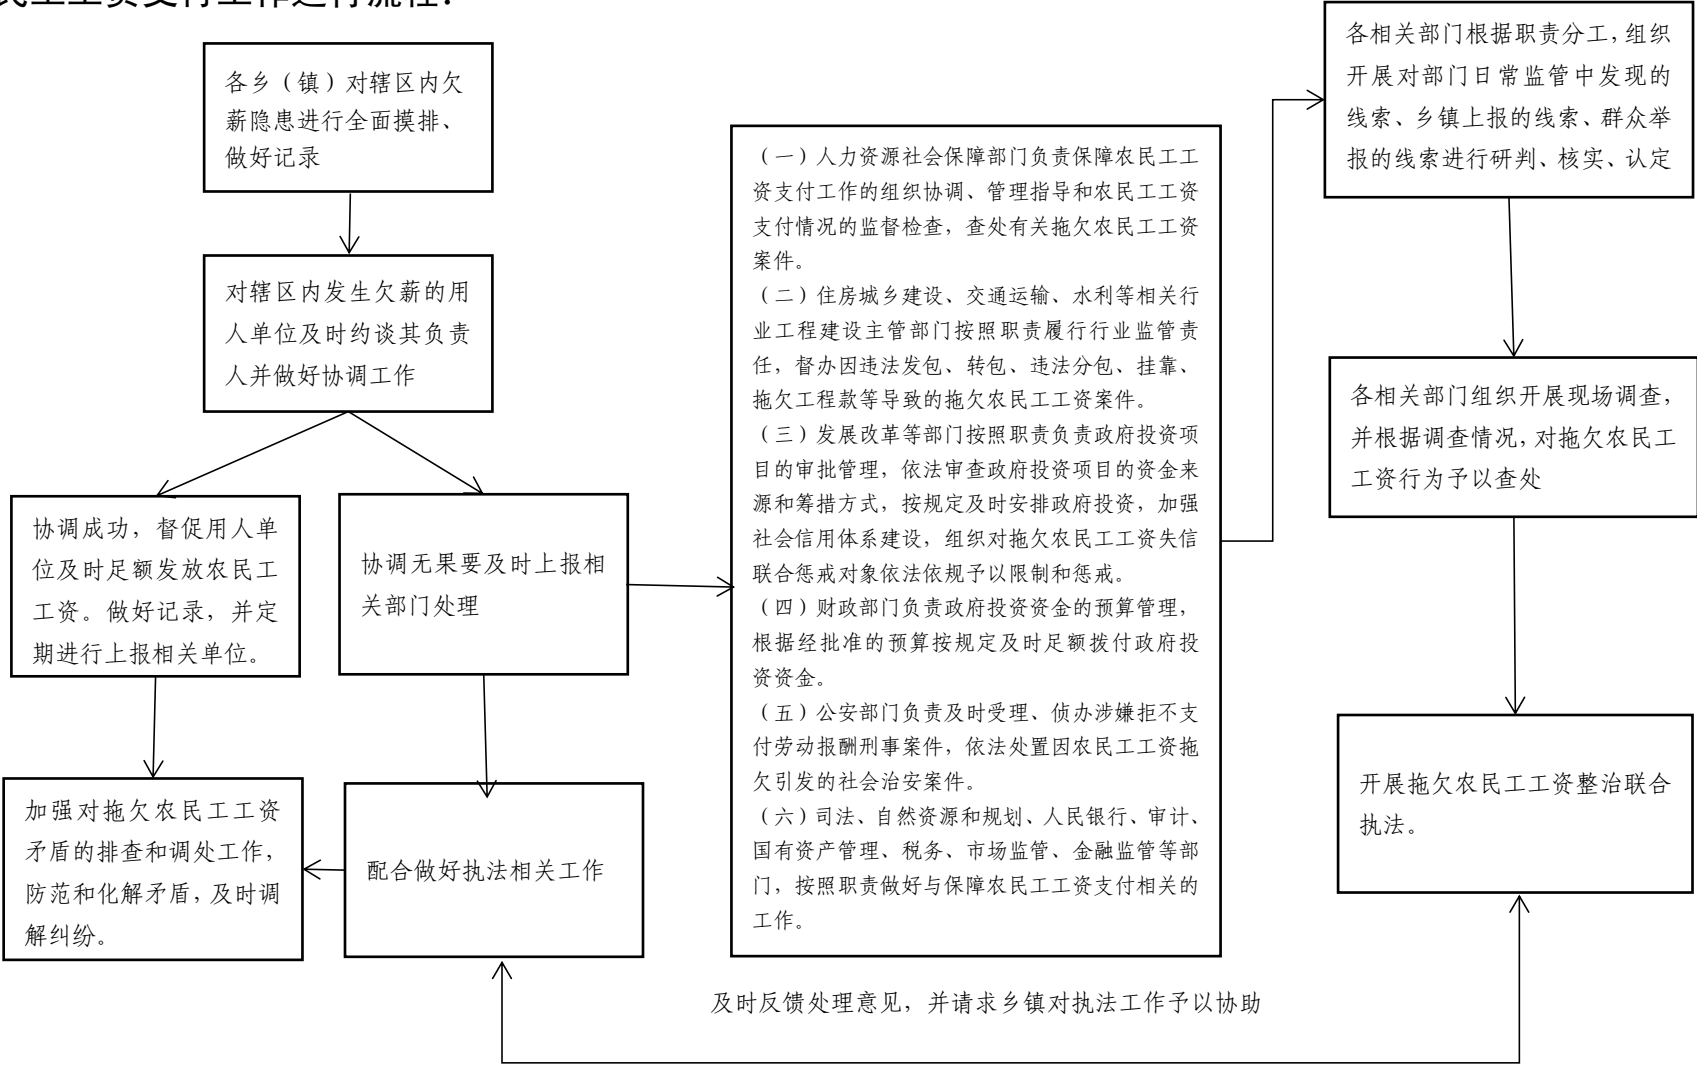 民工工资支付工作运行流程：
各乡（镇）对辖区内欠
薪隐患进行全面摸排、
做好记录
对辖区内发生欠薪的用
人单位及时约谈其负责
人并做好协调工作
协调成功，督促用人单
位及时足额发放农民工
工资。做好记录，并定
期进行上报相关单位。
协调无果要及时上报相
关部门处理
加强对拖欠农民工工资
矛盾的排查和调处工作，
防范和化解矛盾，及时调
解纠纷。
配合做好执法相关工作
（一）人力资源社会保障部门负责保障农民工工
资支付工作的组织协调、管理指导和农民工工资
支付情况的监督检查，查处有关拖欠农民工工资
案件。
（二）住房城乡建设、交通运输、水利等相关行
业工程建设主管部门按照职责履行行业监管责
任，督办因违法发包、转包、违法分包、挂靠、
拖欠工程款等导致的拖欠农民工工资案件。
（三）发展改革等部门按照职责负责政府投资项
目的审批管理，依法审查政府投资项目的资金来
源和筹措方式，按规定及时安排政府投资，加强
社会信用体系建设，组织对拖欠农民工工资失信
联合惩戒对象依法依规予以限制和惩戒。
（四）财政部门负责政府投资资金的预算管理，
根据经批准的预算按规定及时足额拨付政府投
资资金。
（五）公安部门负责及时受理、侦办涉嫌拒不支
付劳动报酬刑事案件，依法处置因农民工工资拖
欠引发的社会治安案件。
（六）司法、自然资源和规划、人民银行、审计、
国有资产管理、税务、市场监管、金融监管等部
门，按照职责做好与保障农民工工资支付相关的
工作。
各相关部门根据职责分工，组织
开展对部门日常监管中发现的
线索、乡镇上报的线索、群众举
报的线索进行研判、核实、认定
各相关部门组织开展现场调查，
并根据调查情况，对拖欠农民工
工资行为予以查处
开展拖欠农民工工资整治联合
执法。
及时反馈处理意见，并请求乡镇对执法工作予以协助